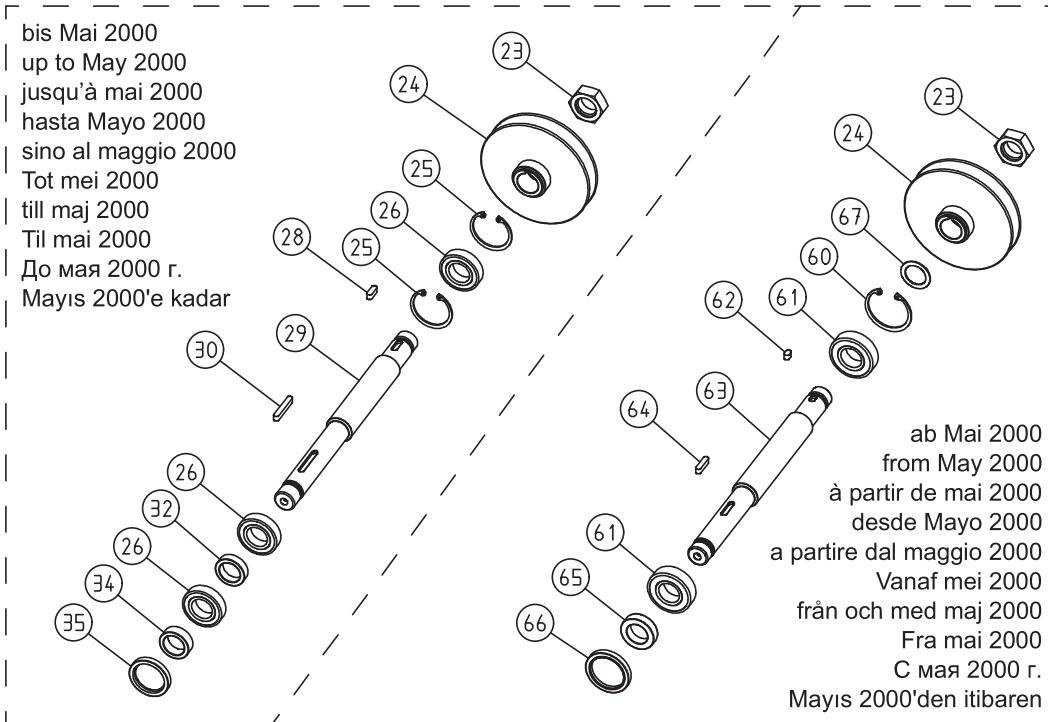 bis Mai 2000
up to May 2000
jusqu'à mai 2000
hasta Mayo 2000
sino al maggio 2000
Tot mei 2000
till maj 2000
Til mai 2000
До мая 2000 г.
Mayıs 2000'e kadar
23
24
25
26
28
25
29
30
26
32
26
34
35
23
24
67
60
61
62
63
64
61
65
66
ab Mai 2000
from May 2000
à partir de mai 2000
desde Mayo 2000
a partire dal maggio 2000
Vanaf mei 2000
från och med maj 2000
Fra mai 2000
С мая 2000 г.
Mayıs 2000'den itibaren